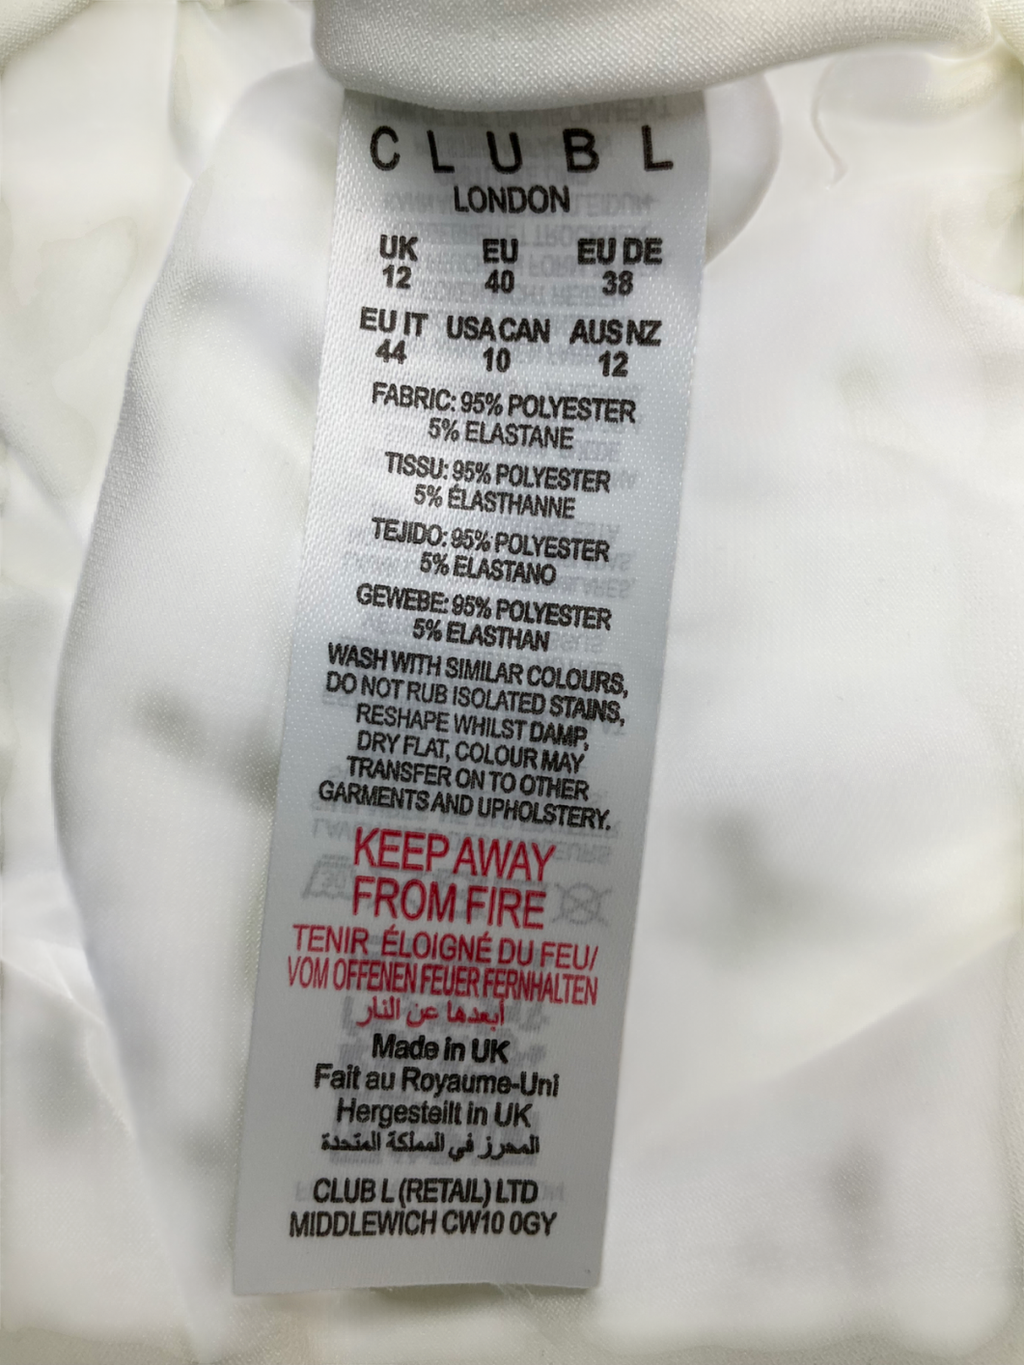 CLUB L
LONDON
UK EU EU DE
12 40 38
EU IT USA CAN AUS NZ
44 10 12
FABRIC: 95% POLYESTER
5% ELASTANE
TISSU: 95% POLYESTER
5% ÉLASTHANNE
TEJIDO: 95% POLYESTER
5% ELASTANO
GEWEBE: 95% POLYESTER
5% ELASTHAN
WASH WITH SIMILAR COLOURS,
DO NOT RUB ISOLATED STAINS,
RESHAPE WHILST DAMP,
DRY FLAT, COLOUR MAY
TRANSFER ON TO OTHER
GARMENTS AND UPHOLSTERY.
KEEP AWAY
FROM FIRE
TENIR ÉLOIGNÉ DU FEU/
VOM OFFENEN FEUER FERNHALTEN
أبعدها عن النار
Made in UK
Fait au Royaume-Uni
Hergestellt in UK
المحرز في المملكة المتحدة
CLUB L (RETAIL) LTD
MIDDLEWICH CW10 0GY